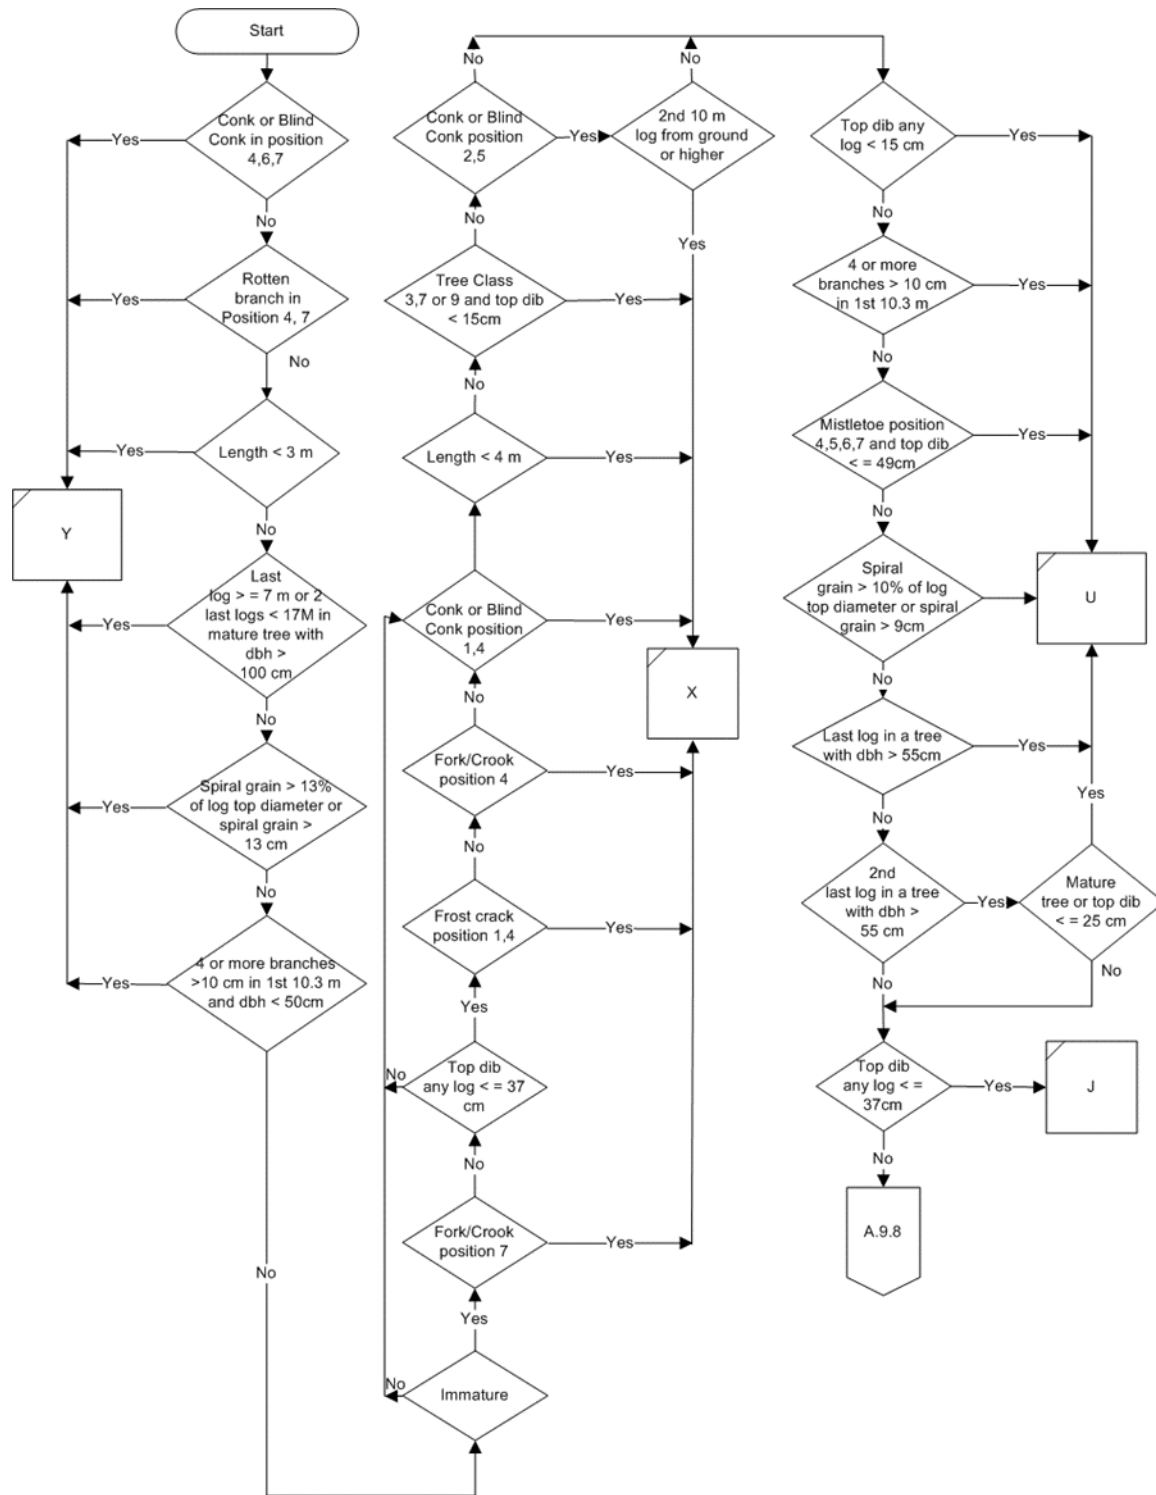 Start
Conk or Blind
Conk in position
4,6,7
Yes
No
Rotten
branch in
Position 4, 7
Yes
No
Length < 3 m
Yes
No
Y
Last
log > = 7 m or 2
last logs < 17M in
mature tree with
dbh >
100 cm
Yes
No
Spiral grain > 13%
of log top diameter or
spiral grain >
13 cm
Yes
No
4 or more branches
>10 cm in 1st 10.3 m
and dbh < 50cm
Yes
No
No
Conk or Blind
Conk position
2,5
Yes
No
2nd 10 m
log from ground
or higher
Yes
No
Tree Class
3,7 or 9 and top dib
< 15cm
Yes
No
Length < 4 m
Yes
Conk or Blind
Conk position
1,4
Yes
X
No
Fork/Crook
position 4
Yes
No
Frost crack
position 1,4
Yes
Yes
Top dib
any log < = 37
cm
No
No
Fork/Crook
position 7
Yes
Yes
Immature
No
Top dib any
log < 15 cm
Yes
No
4 or more
branches > 10 cm
in 1st 10.3 m
Yes
No
Mistletoe position
4,5,6,7 and top dib
< = 49cm
Yes
No
Spiral
grain > 10% of log
top diameter or spiral
grain > 9cm
U
No
Last log in a tree
with dbh > 55cm
Yes
No
Yes
2nd
last log in a tree
with dbh >
55 cm
Yes
Mature
tree or top dib
< = 25 cm
No
No
Top dib
any log < =
37cm
Yes
J
No
A.9.8